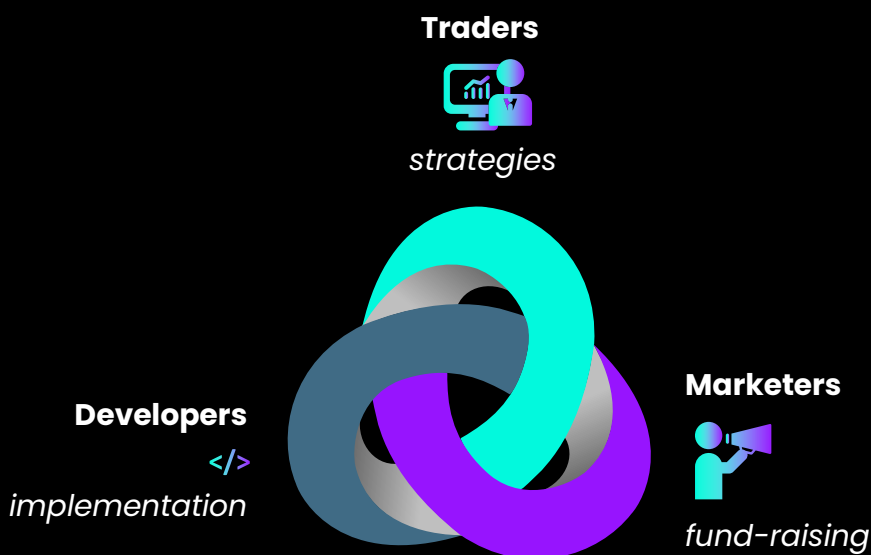 Traders
strategies
Marketers
Developers
</>
implementation
fund-raising